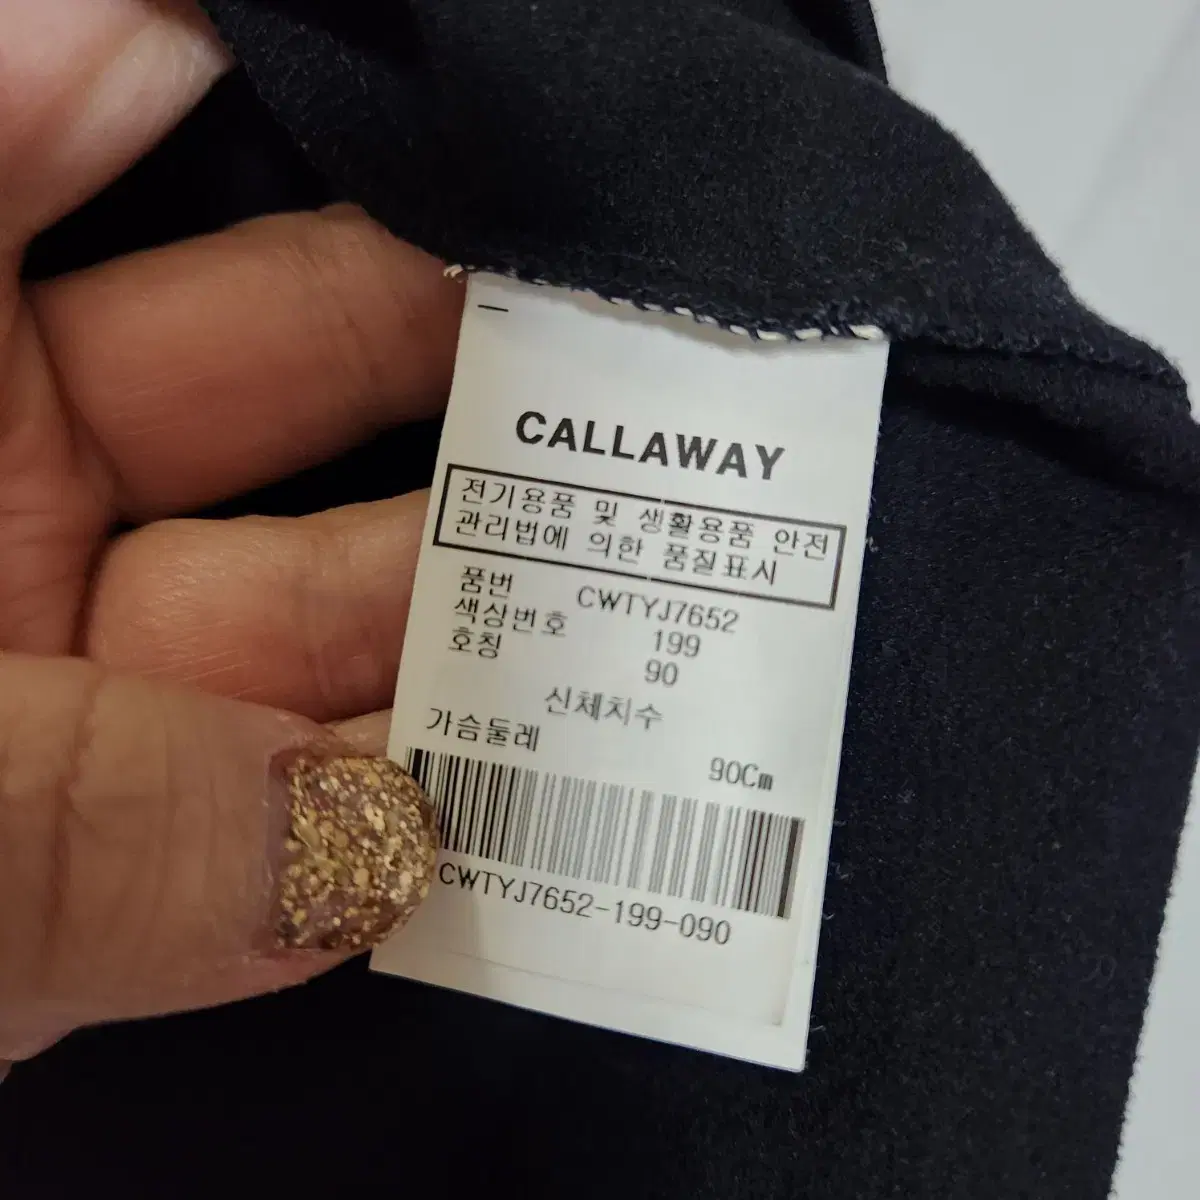 CALLAWAY
전기용품 및 생활용품 안전
관리법에 의한 품질표시
품번 CWTYJ7652
색상번호 199
호칭 90
신체치수
가슴둘레 90Cm
CWTYJ7652-199-090